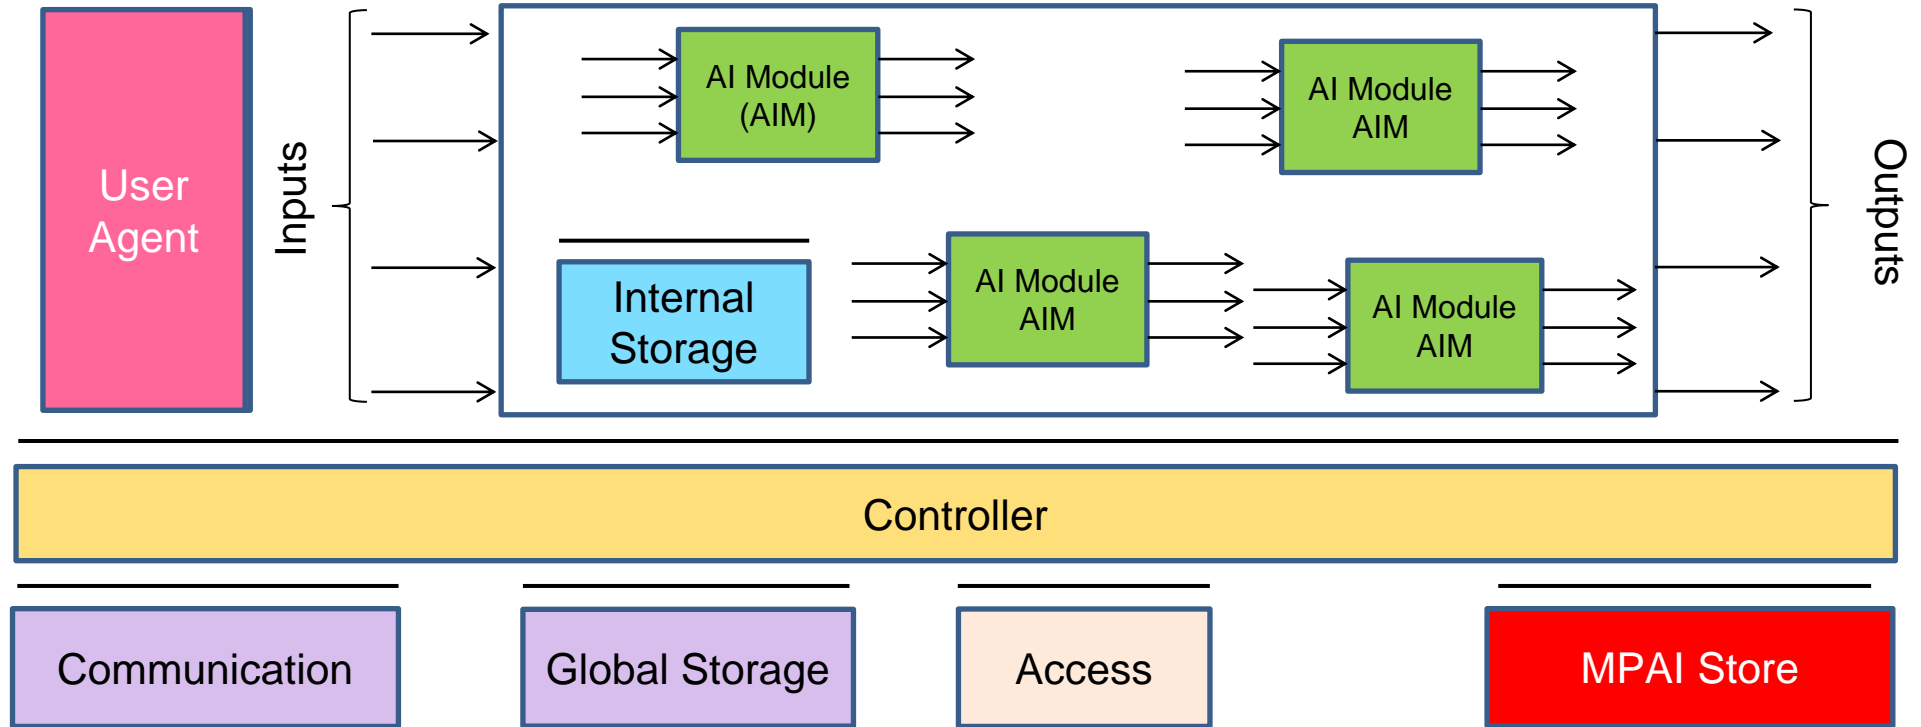 User
Agent
Inputs
AI Module
(AIM)
AI Module
AIM
Internal
Storage
AI Module
AIM
AI Module
AIM
Outputs
Controller
Communication
Global Storage
Access
MPAI Store